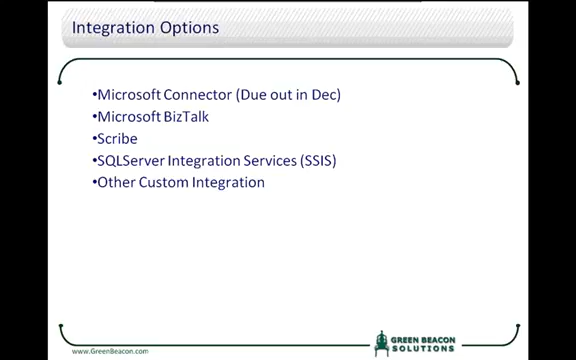 Integration Options
•Microsoft Connector (Due out in Dec)
•Microsoft BizTalk
•Scribe
•SQLServer Integration Services (SSIS)
•Other Custom Integration
www.GreenBeacon.com
GREEN BEACON
SOLUTIONS